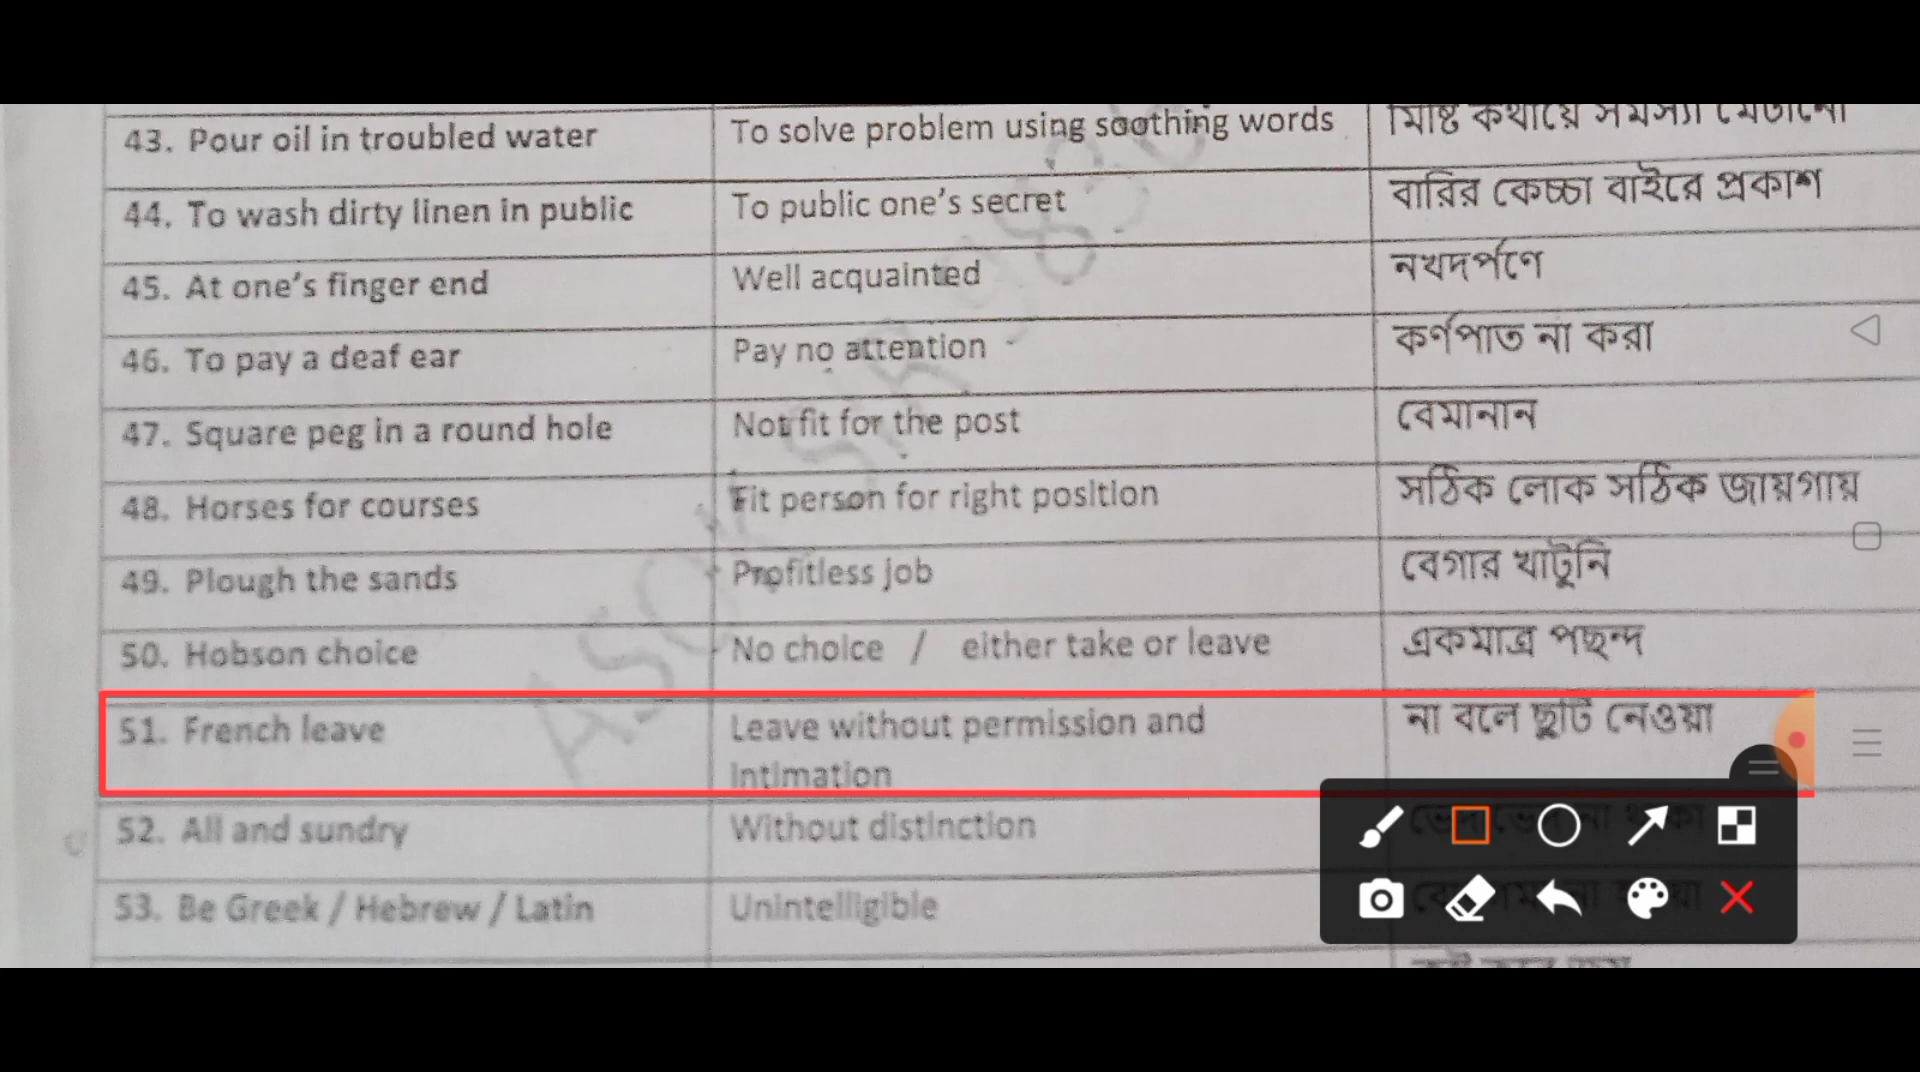 43. Pour oil in troubled water To solve problem using soothing words মিষ্টি কথায়ে সমস্যা মেটানো
44. To wash dirty linen in public To public one's secret বারির কেচ্চা বাইরে প্রকাশ
45. At one's finger end Well acquainted নখদর্পণে
46. To pay a deaf ear Pay no attention কর্ণপাত না করা
47. Square peg in a round hole Not fit for the post বেমানান
48. Horses for courses Fit person for right position সঠিক লোক সঠিক জায়গায়
49. Plough the sands Profitless job বেগার খাটুনি
50. Hobson choice No choice / either take or leave একমাত্র পছন্দ
51. French leave Leave without permission and না বলে ছুটি নেওয়া
Intimation
52. All and sundry Without distinction
53. Be Greek / Hebrew / Latin Unintelligible